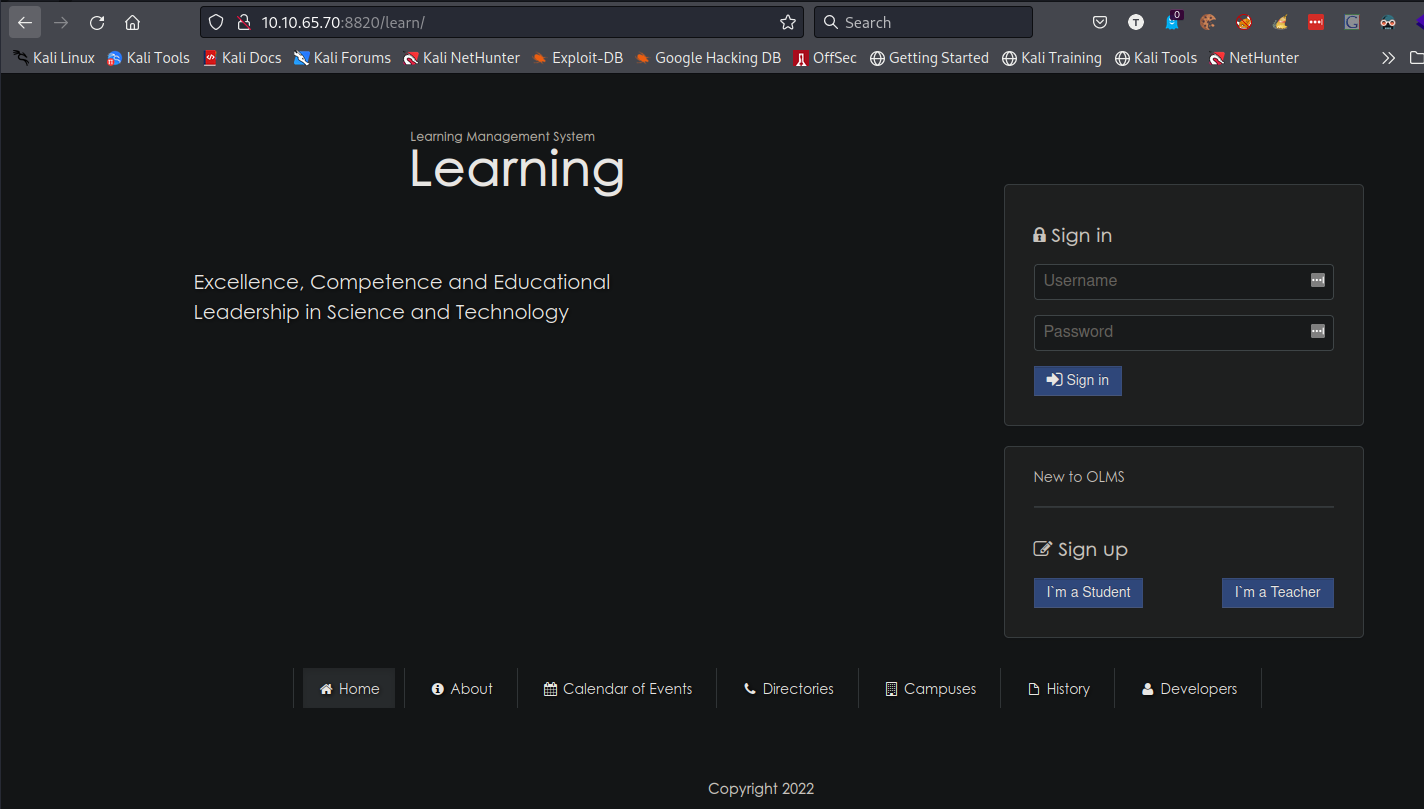 10.10.65.70:8820/learn/
Search
0
Kali Linux Kali Tools Kali Docs Kali Forums Kali NetHunter Exploit-DB Google Hacking DB OffSec Getting Started Kali Training Kali Tools NetHunter
Learning Management System
Learning
Excellence, Competence and Educational
Leadership in Science and Technology
Sign in
Username
Password
Sign in
New to OLMS
Sign up
I`m a Student I`m a Teacher
Home About Calendar of Events Directories Campuses History Developers
Copyright 2022